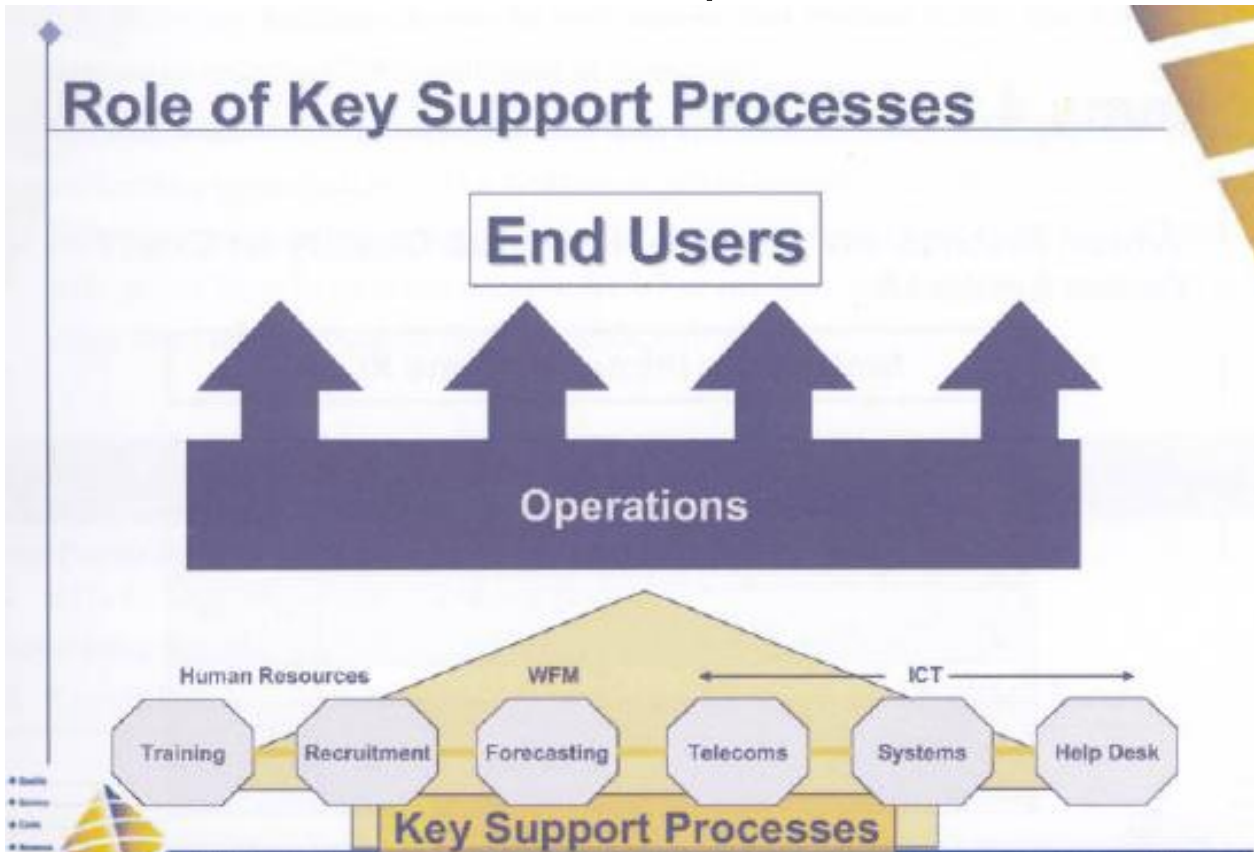 Role of Key Support Processes
End Users
Operations
Human Resources
WFM
ICT
Training
Recruitment
Forecasting
Telecoms
Systems
Help Desk
Key Support Processes